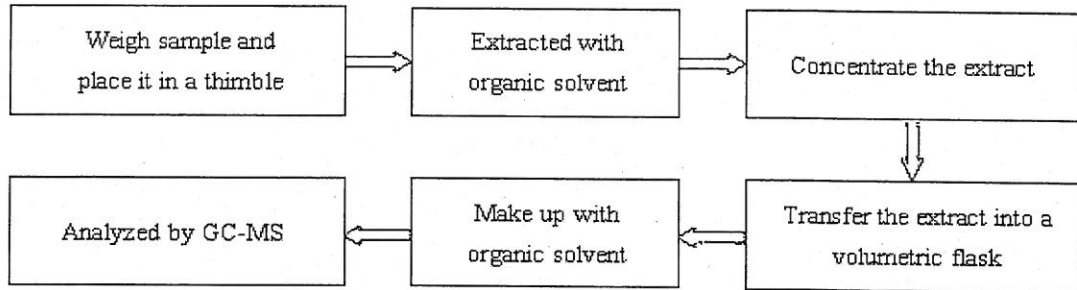 Weigh sample and
place it in a thimble
Extracted with
organic solvent
Concentrate the extract
Transfer the extract into a
volumetric flask
Make up with
organic solvent
Analyzed by GC-MS